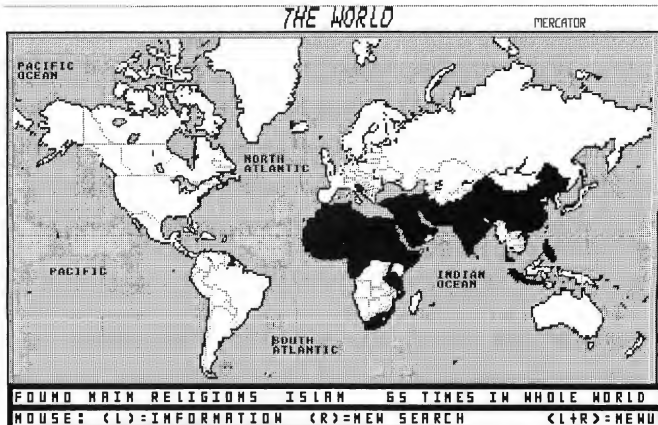 THE WORLD
MERCATOR
PACIFIC
OCEAN
NORTH
ATLANTIC
PACIFIC
INDIAN
OCEAN
SOUTH
ATLANTIC
FOUND MAIN RELIGIONS ISLAM 65 TIMES IN WHOLE WORLD
MOUSE: (L)=INFORMATION (R)=NEW SEARCH (L+R)=MENU